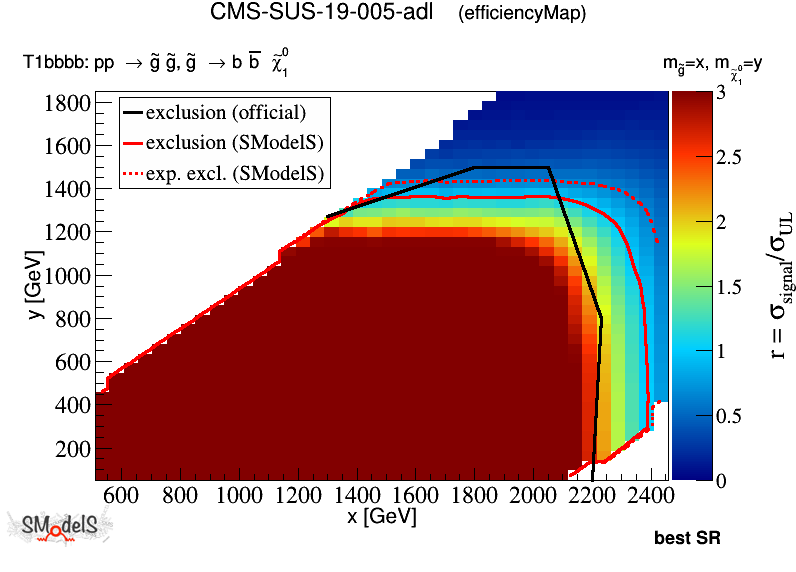 CMS-SUS-19-005-adl (efficiencyMap)
T1bbbb: pp → g̃ g̃, g̃ → b b̅ χ̃₁⁰
m_g̃=x, m_χ̃₁⁰=y
exclusion (official)
exclusion (SModelS)
exp. excl. (SModelS)
1800
1600
1400
1200
1000
800
600
400
200
y [GeV]
600 800 1000 1200 1400 1600 1800 2000 2200 2400
x [GeV]
3
2.5
2
1.5
1
0.5
0
r = σ_signal/σ_UL
SModelS
best SR